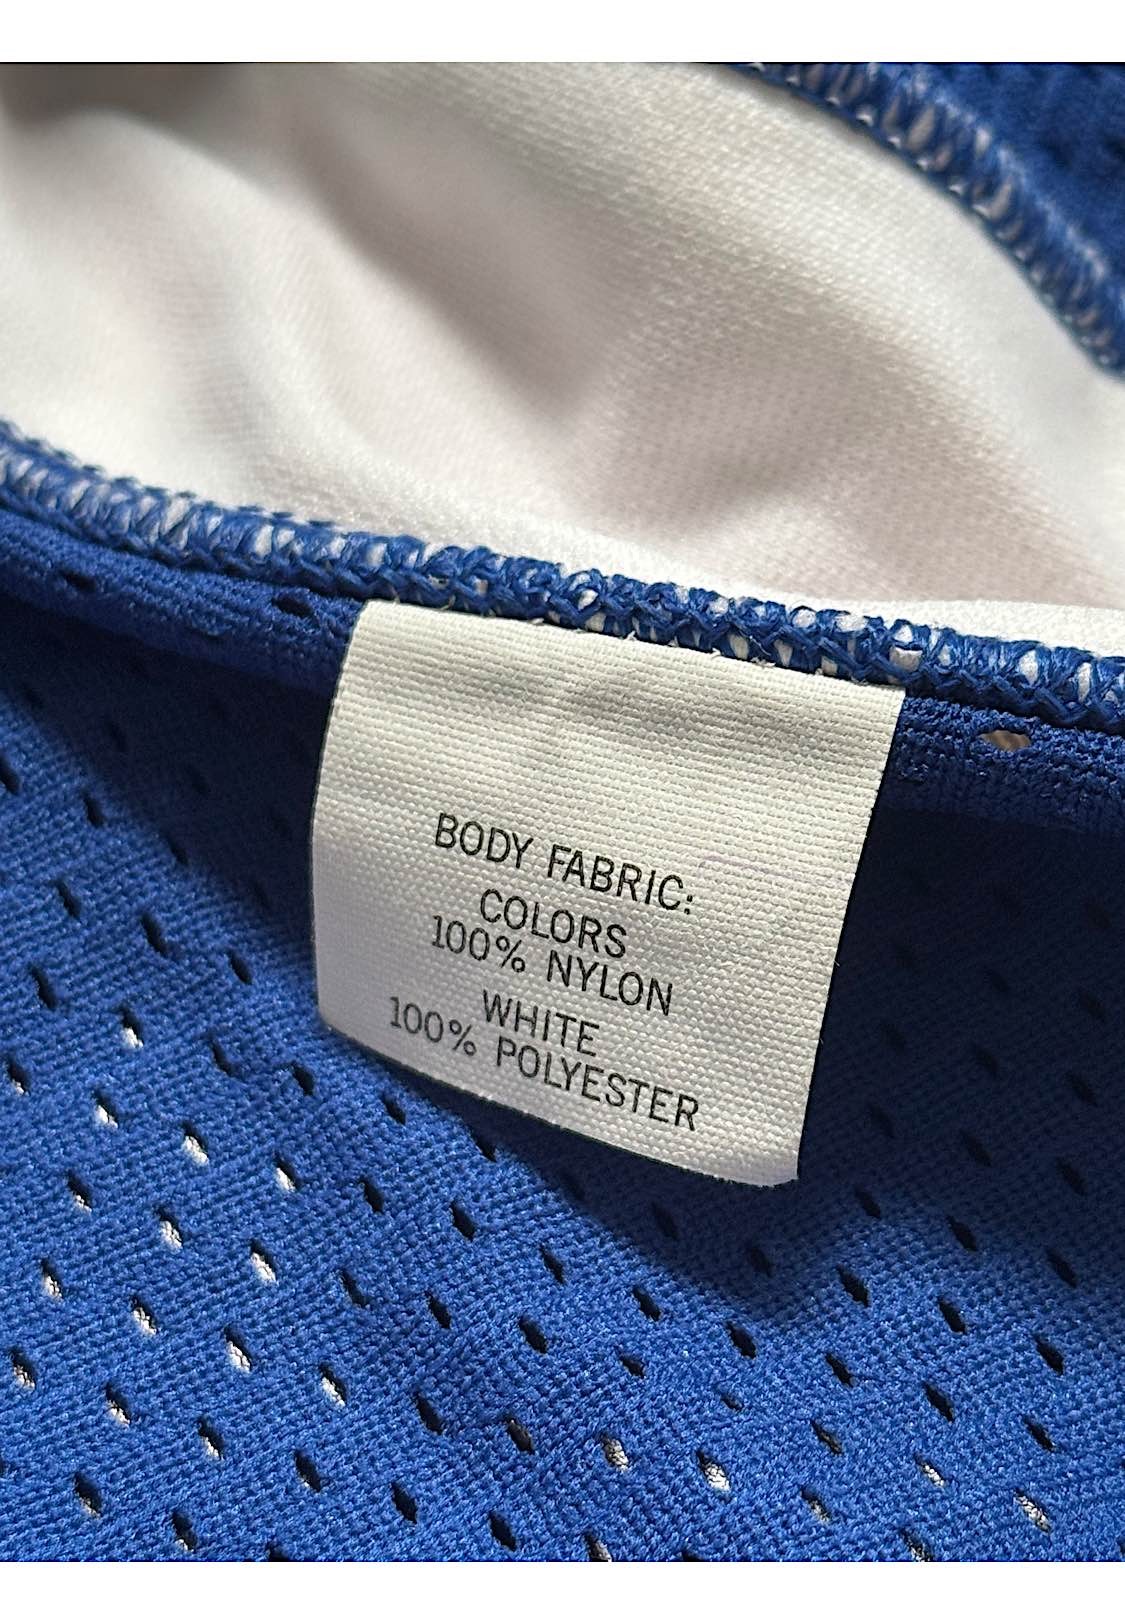 BODY FABRIC:
COLORS
100% NYLON
WHITE
100% POLYESTER